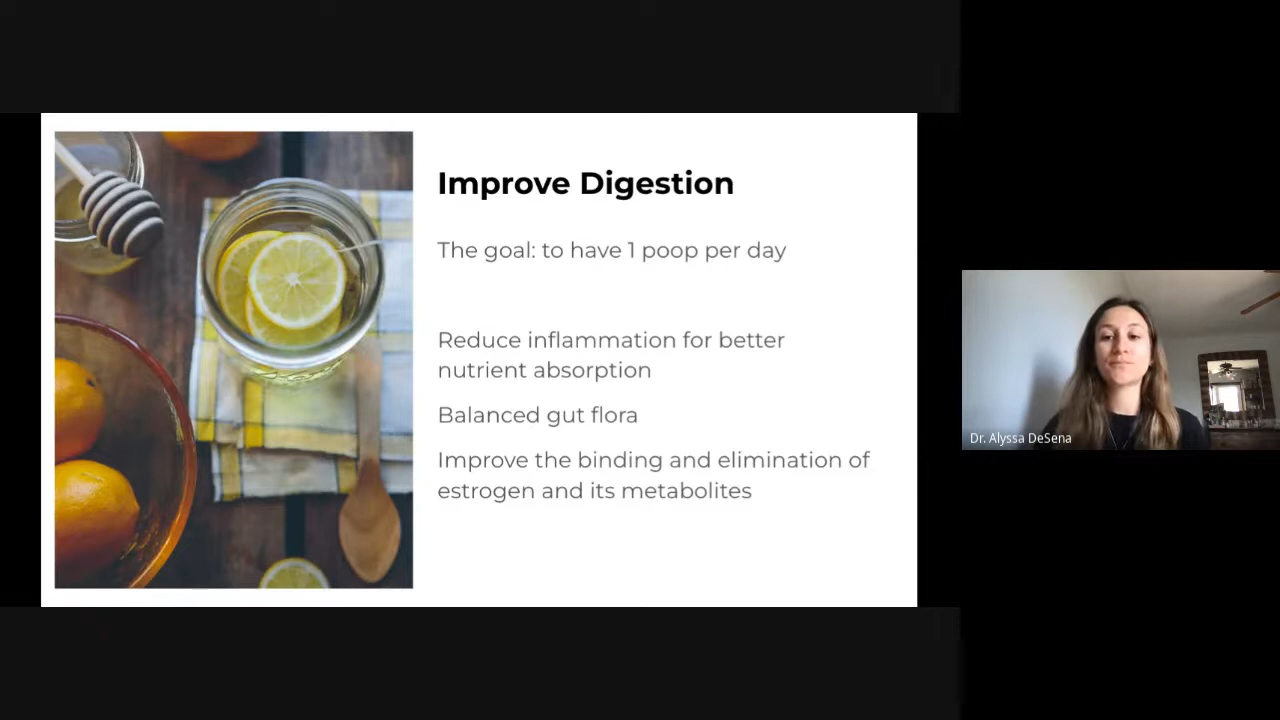 Improve Digestion
The goal: to have 1 poop per day
Reduce inflammation for better
nutrient absorption
Balanced gut flora
Improve the binding and elimination of
estrogen and its metabolites
Dr. Alyssa DeSena